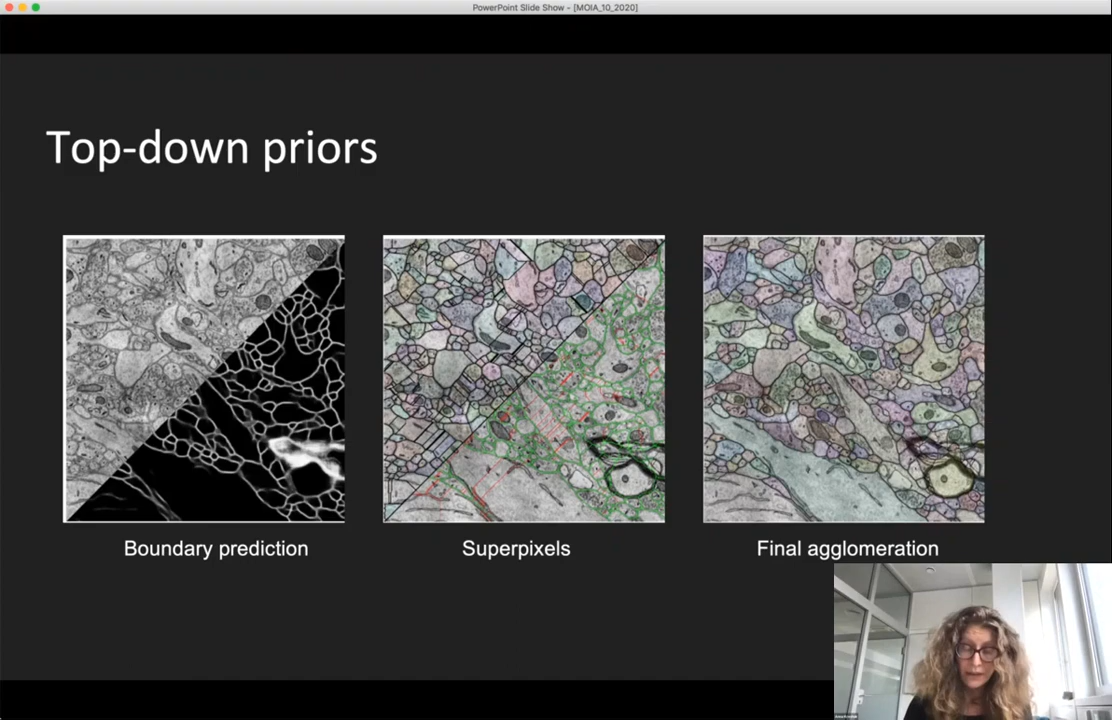 PowerPoint Slide Show - [MOIA_10_2020]
Top-down priors
Boundary prediction
Superpixels
Final agglomeration